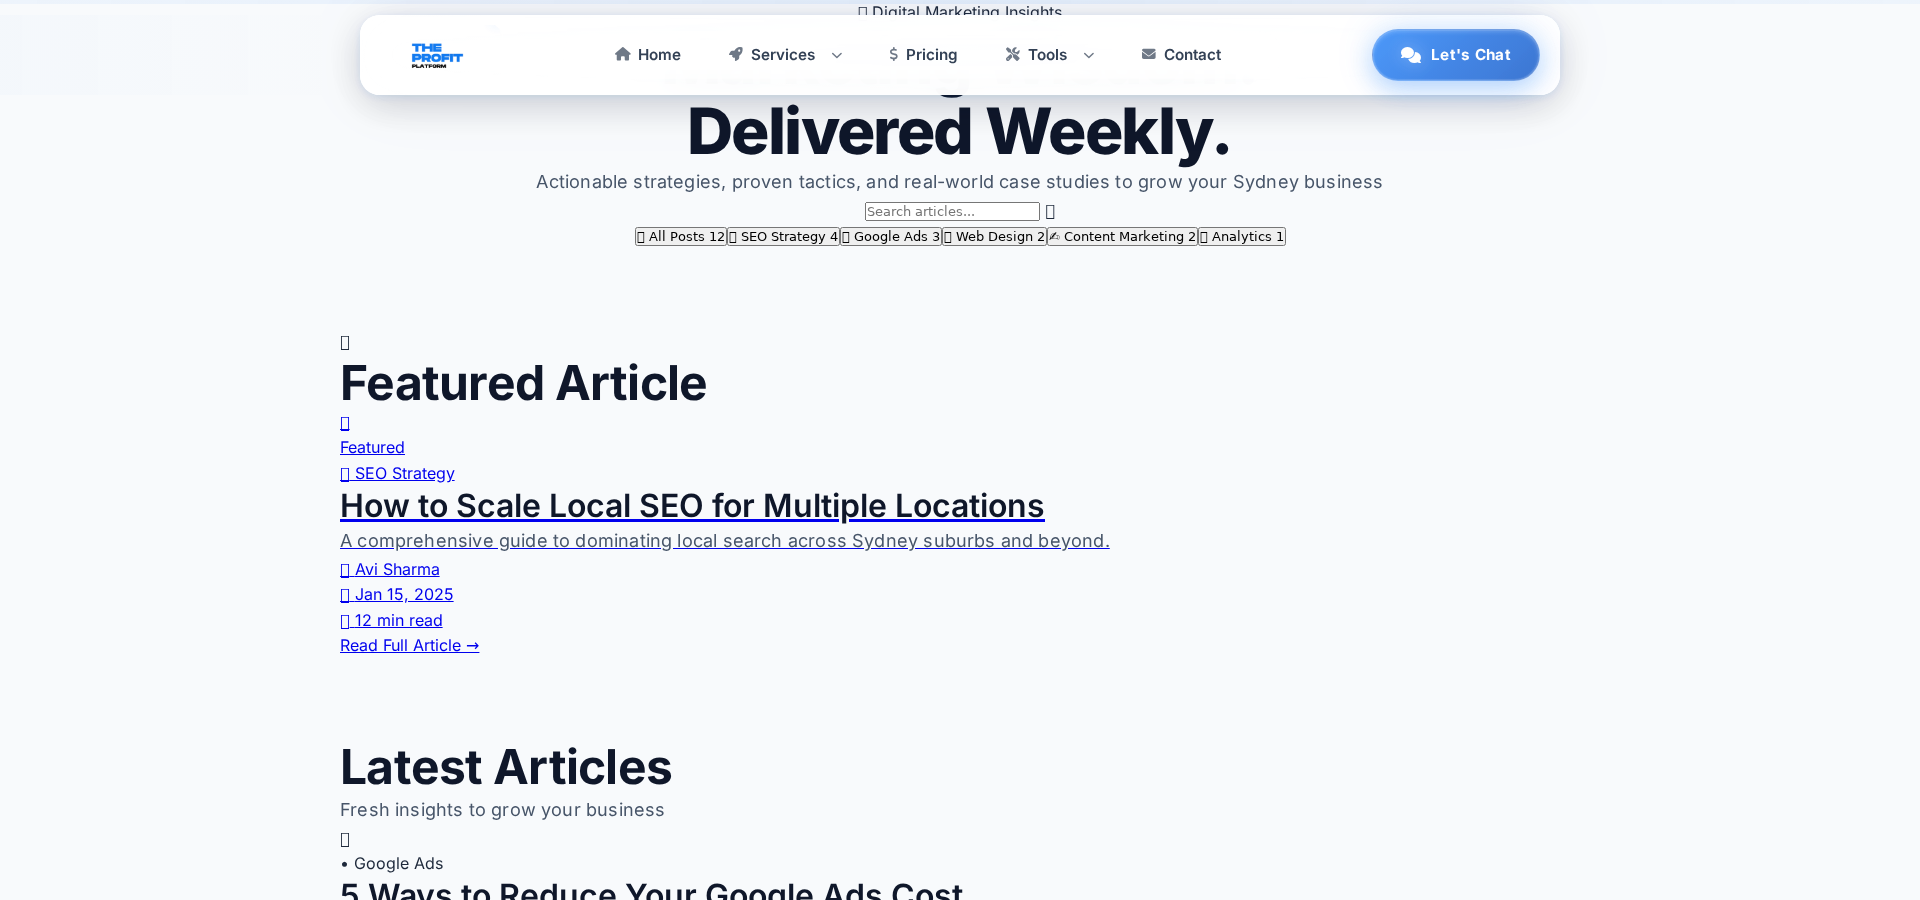 Digital Marketing Insights
THE
PROFIT
PLATFORM
Home
Services
$ Pricing
Tools
Contact
Let's Chat
Delivered Weekly.
Actionable strategies, proven tactics, and real-world case studies to grow your Sydney business
Search articles...
All Posts 12 SEO Strategy 4 Google Ads 3 Web Design 2 ✍ Content Marketing 2 Analytics 1
Featured Article
Featured
SEO Strategy
How to Scale Local SEO for Multiple Locations
A comprehensive guide to dominating local search across Sydney suburbs and beyond.
Avi Sharma
Jan 15, 2025
12 min read
Read Full Article →
Latest Articles
Fresh insights to grow your business
• Google Ads
5 Ways to Reduce Your Google Ads Cost